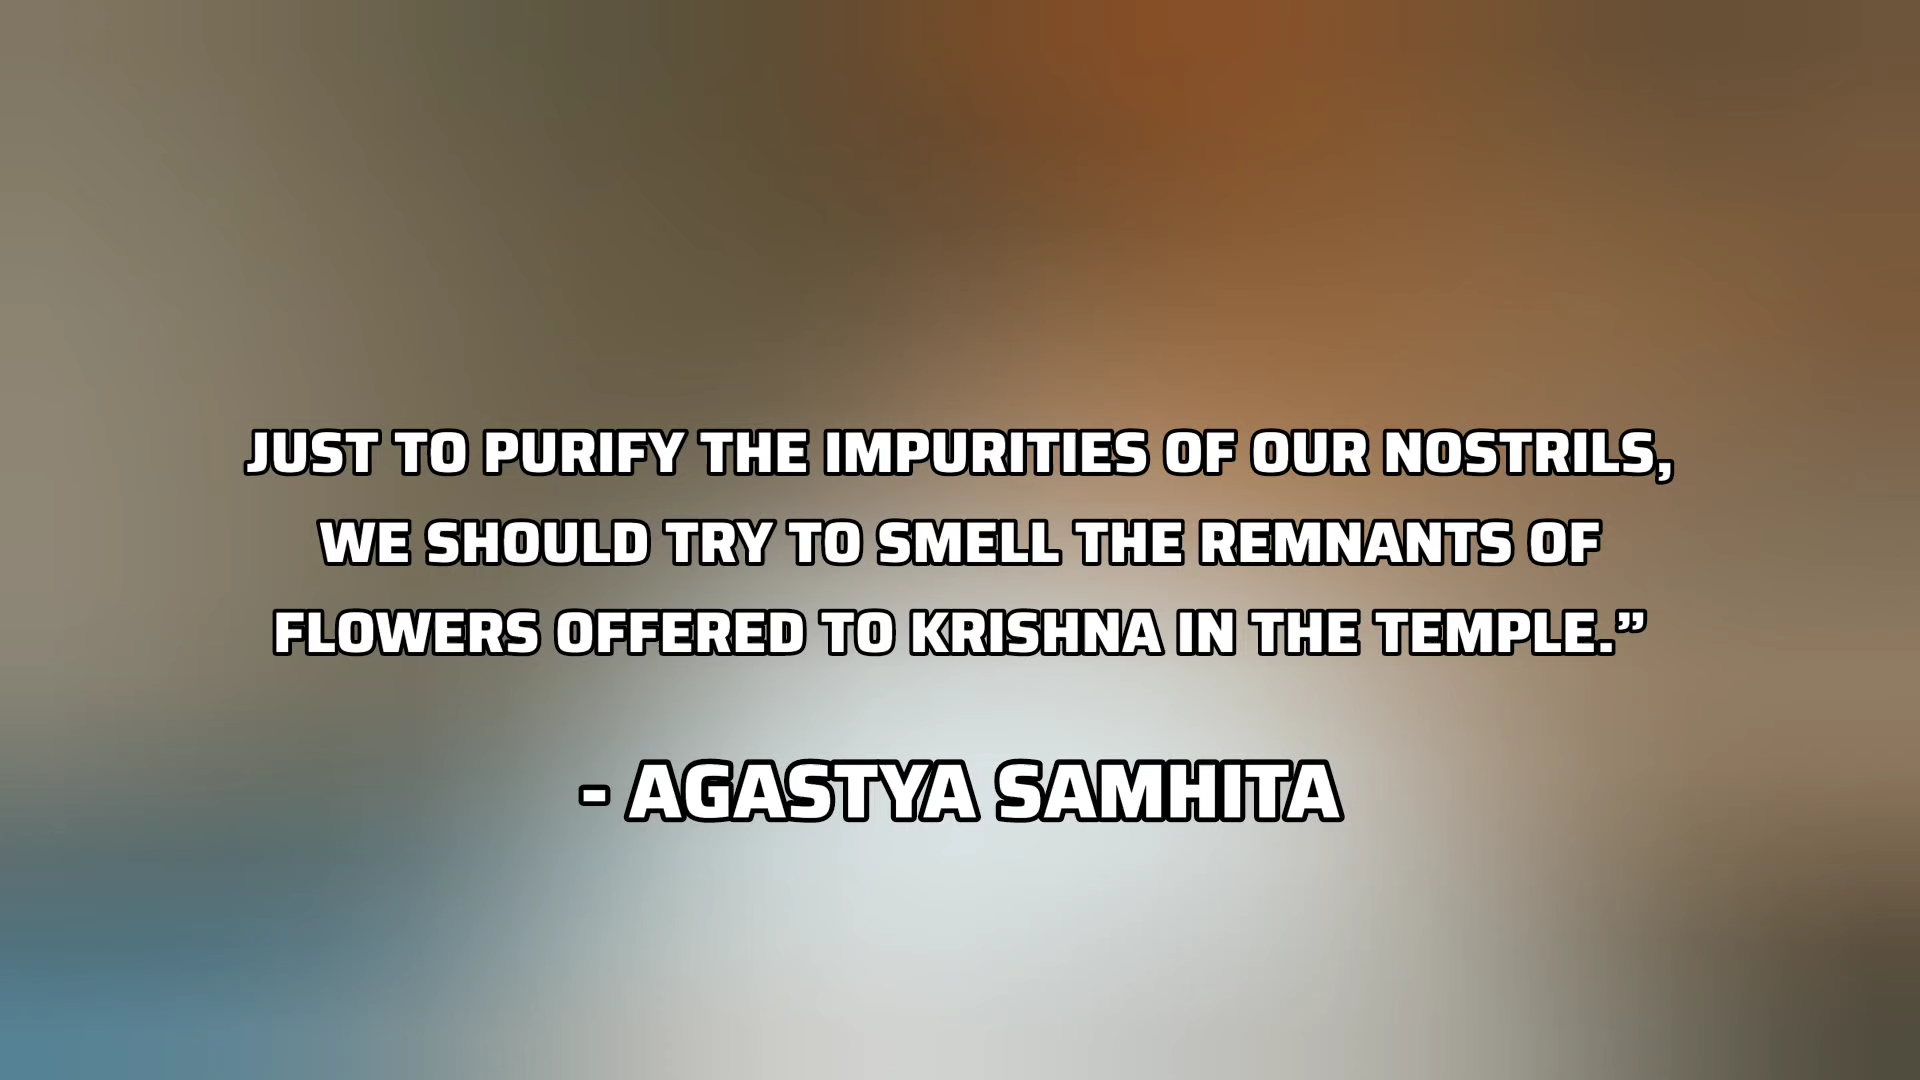 JUST TO PURIFY THE IMPURITIES OF OUR NOSTRILS,
WE SHOULD TRY TO SMELL THE REMNANTS OF
FLOWERS OFFERED TO KRISHNA IN THE TEMPLE.”
- AGASTYA SAMHITA